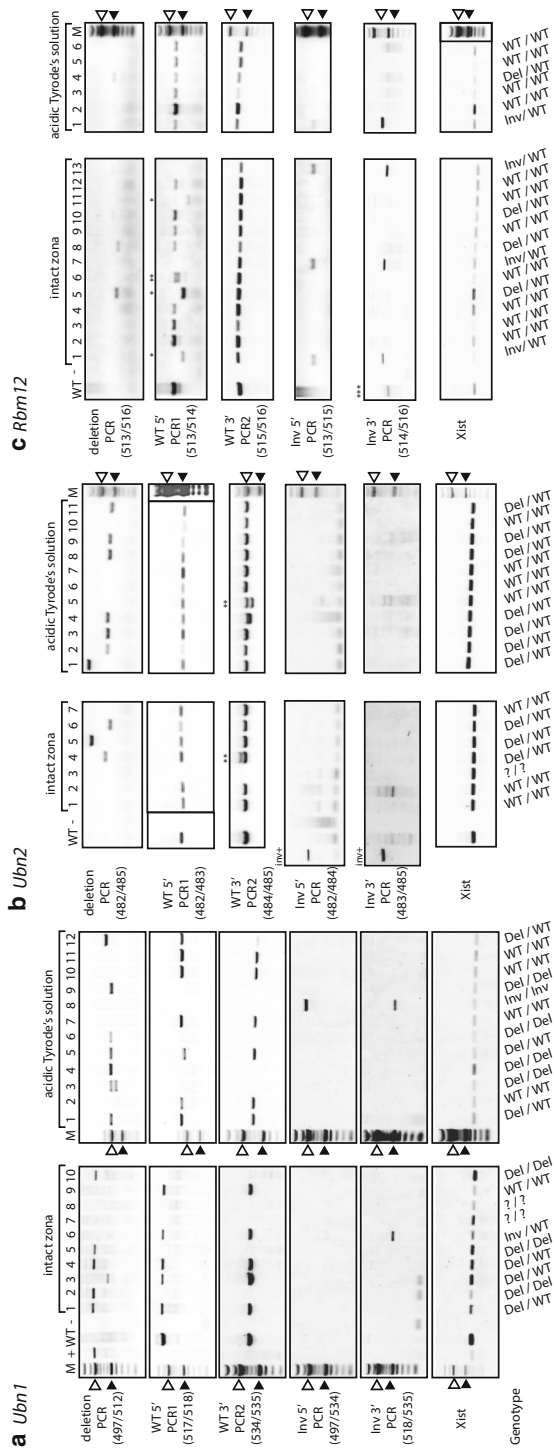 a Ubn1
intact zona
acidic Tyrode's solution
M + WT - 1 2 3 4 5 6 7 8 9 10
M 1 2 3 4 5 6 7 8 9 10 11 12
deletion
PCR
(497/512)
WT 5'
PCR1
(517/518)
WT 3'
PCR2
(534/535)
Inv 5'
PCR
(497/534)
Inv 3'
PCR
(518/535)
Xist
Genotype
Del / WT
Del / Del
Del / WT
Del / WT
Del / Del
Inv / WT
? / ?
? / ?
WT / WT
Del / Del
Del / WT
WT / WT
Del / Del
Del / Del
Del / WT
Del / Del
WT / WT
Inv / Inv
Del / Del
WT / WT
WT / WT
Del / WT
b Ubn2
intact zona
acidic Tyrode's solution
WT - 1 2 3 4 5 6 7
1 2 3 4 5 6 7 8 9 10 11 M
deletion
PCR
(482/485)
WT 5'
PCR1
(482/483)
WT 3'
PCR2
(484/485)
**
**
Inv 5'
PCR
(482/484)
inv+
Inv 3'
PCR
(483/485)
inv+
Xist
WT / WT
WT / WT
? / ?
Del / WT
Del / WT
Del / WT
WT / WT
Del / WT
Del / WT
Del / WT
Del / WT
WT / WT
WT / WT
WT / WT
Del / WT
Del / WT
WT / WT
Del / WT
c Rbm12
intact zona
acidic Tyrode's solution
WT - 1 2 3 4 5 6 7 8 9 10 11 12 13
1 2 3 4 5 6 M
deletion
PCR
(513/516)
WT 5'
PCR1
(513/514)
* * ** *
WT 3'
PCR2
(515/516)
Inv 5'
PCR
(513/515)
Inv 3'
PCR
(514/516)
***
Xist
Inv / WT
WT / WT
WT / WT
WT / WT
Del / WT
WT / WT
Inv / WT
Del / WT
WT / WT
Del / WT
WT / WT
WT / WT
Inv / WT
Inv / WT
WT / WT
WT / WT
Del / WT
WT / WT
WT / WT